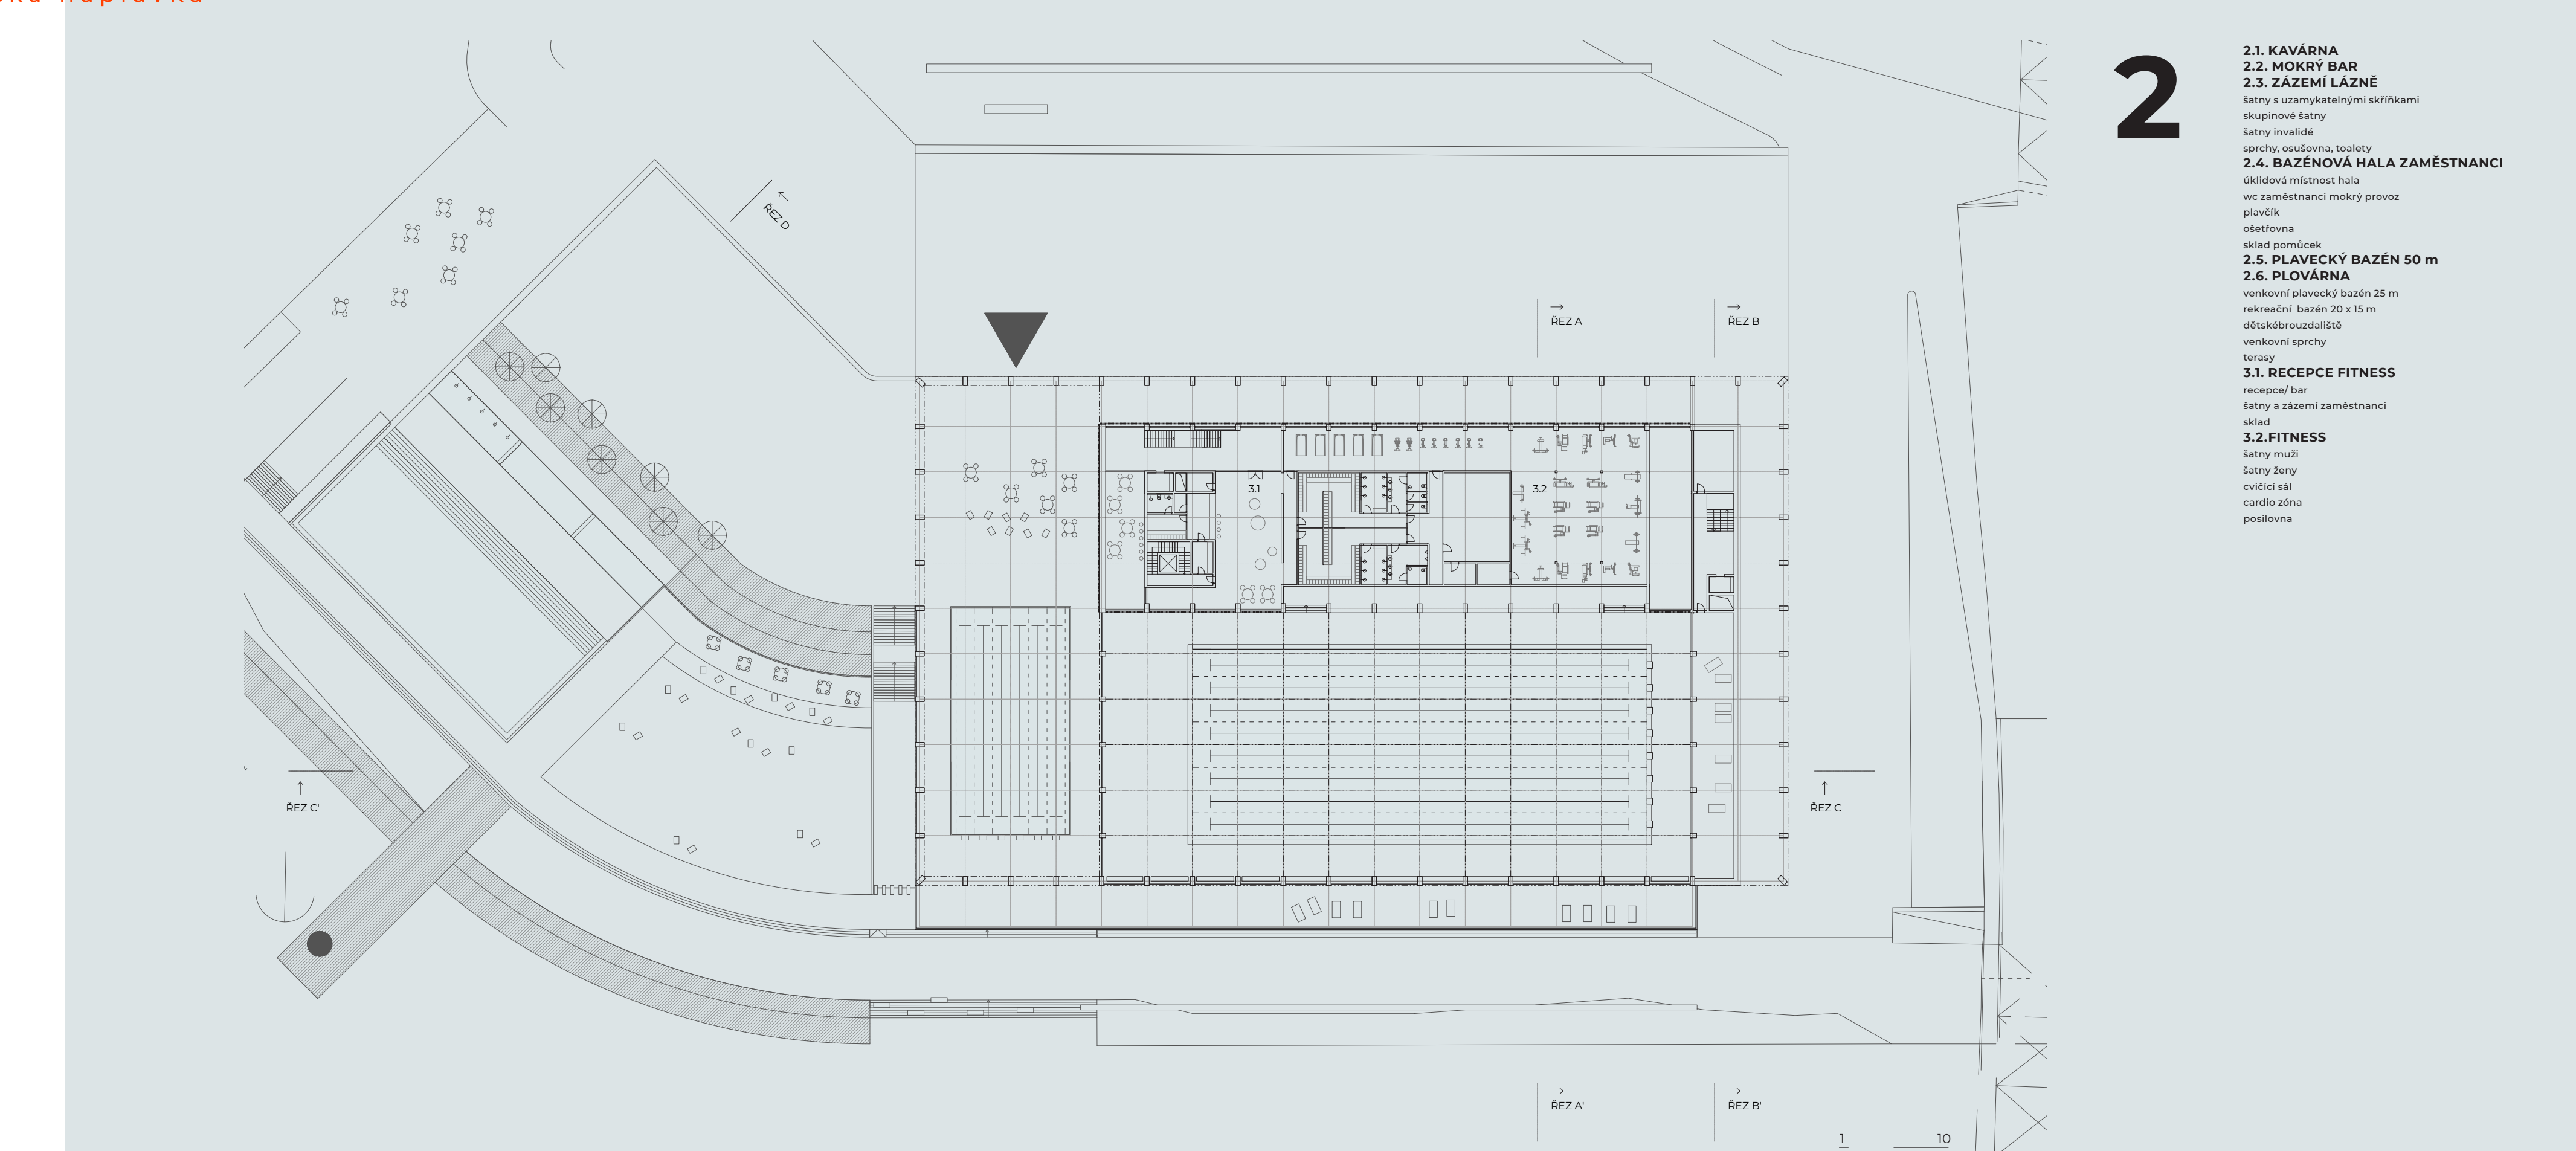 ŘEZ D
ŘEZ A
ŘEZ B
3.1
3.2
ŘEZ C'
ŘEZ C
ŘEZ A'
ŘEZ B'
1
10
2
2.1. KAVÁRNA
2.2. MOKRÝ BAR
2.3. ZÁZEMÍ LÁZNĚ
šatny s uzamykatelnými skříňkami
skupinové šatny
šatny invalidé
sprchy, osušovna, toalety
2.4. BAZÉNOVÁ HALA ZAMĚSTNANCI
úklidová místnost hala
wc zaměstnanci mokrý provoz
plavčík
ošetřovna
sklad pomůcek
2.5. PLAVECKÝ BAZÉN 50 m
2.6. PLOVÁRNA
venkovní plavecký bazén 25 m
rekreační  bazén 20 x 15 m
dětskébrouzdaliště
venkovní sprchy
terasy
3.1. RECEPCE FITNESS
recepce/ bar
šatny a zázemí zaměstnanci
sklad
3.2.FITNESS
šatny muži
šatny ženy
cvičící sál
cardio zóna
posilovna